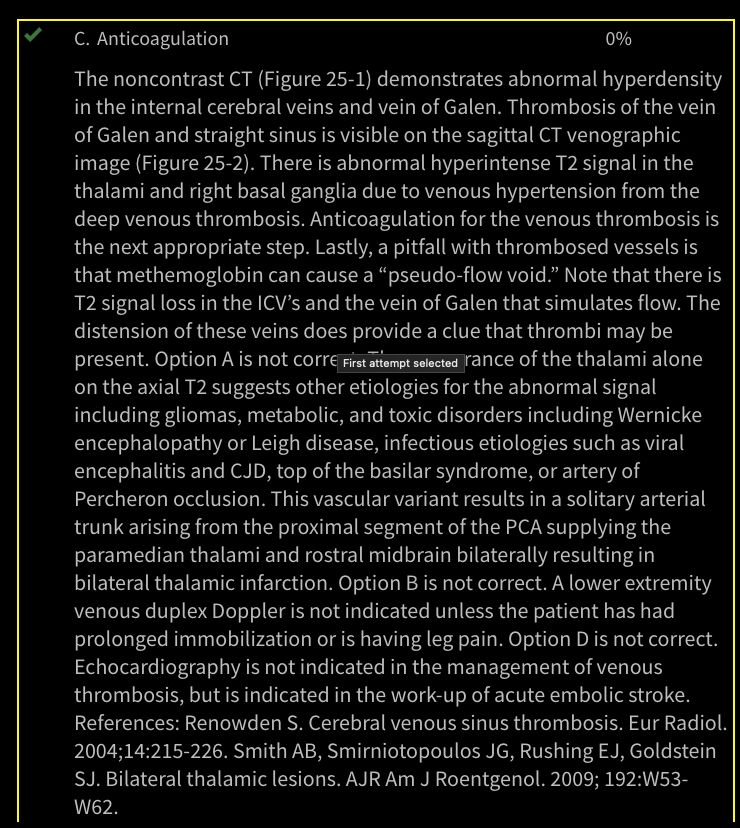 C. Anticoagulation 0%
The noncontrast CT (Figure 25-1) demonstrates abnormal hyperdensity
in the internal cerebral veins and vein of Galen. Thrombosis of the vein
of Galen and straight sinus is visible on the sagittal CT venographic
image (Figure 25-2). There is abnormal hyperintense T2 signal in the
thalami and right basal ganglia due to venous hypertension from the
deep venous thrombosis. Anticoagulation for the venous thrombosis is
the next appropriate step. Lastly, a pitfall with thrombosed vessels is
that methemoglobin can cause a “pseudo-flow void.” Note that there is
T2 signal loss in the ICV’s and the vein of Galen that simulates flow. The
distension of these veins does provide a clue that thrombi may be
present. Option A is not of the thalami alone
First attempt selected
on the axial T2 suggests other etiologies for the abnormal signal
including gliomas, metabolic, and toxic disorders including Wernicke
encephalopathy or Leigh disease, infectious etiologies such as viral
encephalitis and CJD, top of the basilar syndrome, or artery of
Percheron occlusion. This vascular variant results in a solitary arterial
trunk arising from the proximal segment of the PCA supplying the
paramedian thalami and rostral midbrain bilaterally resulting in
bilateral thalamic infarction. Option B is not correct. A lower extremity
venous duplex Doppler is not indicated unless the patient has had
prolonged immobilization or is having leg pain. Option D is not correct.
Echocardiography is not indicated in the management of venous
thrombosis, but is indicated in the work-up of acute embolic stroke.
References: Renowden S. Cerebral venous sinus thrombosis. Eur Radiol.
2004;14:215-226. Smith AB, Smirniotopoulos JG, Rushing EJ, Goldstein
SJ. Bilateral thalamic lesions. AJR Am J Roentgenol. 2009; 192:W53-
W62.